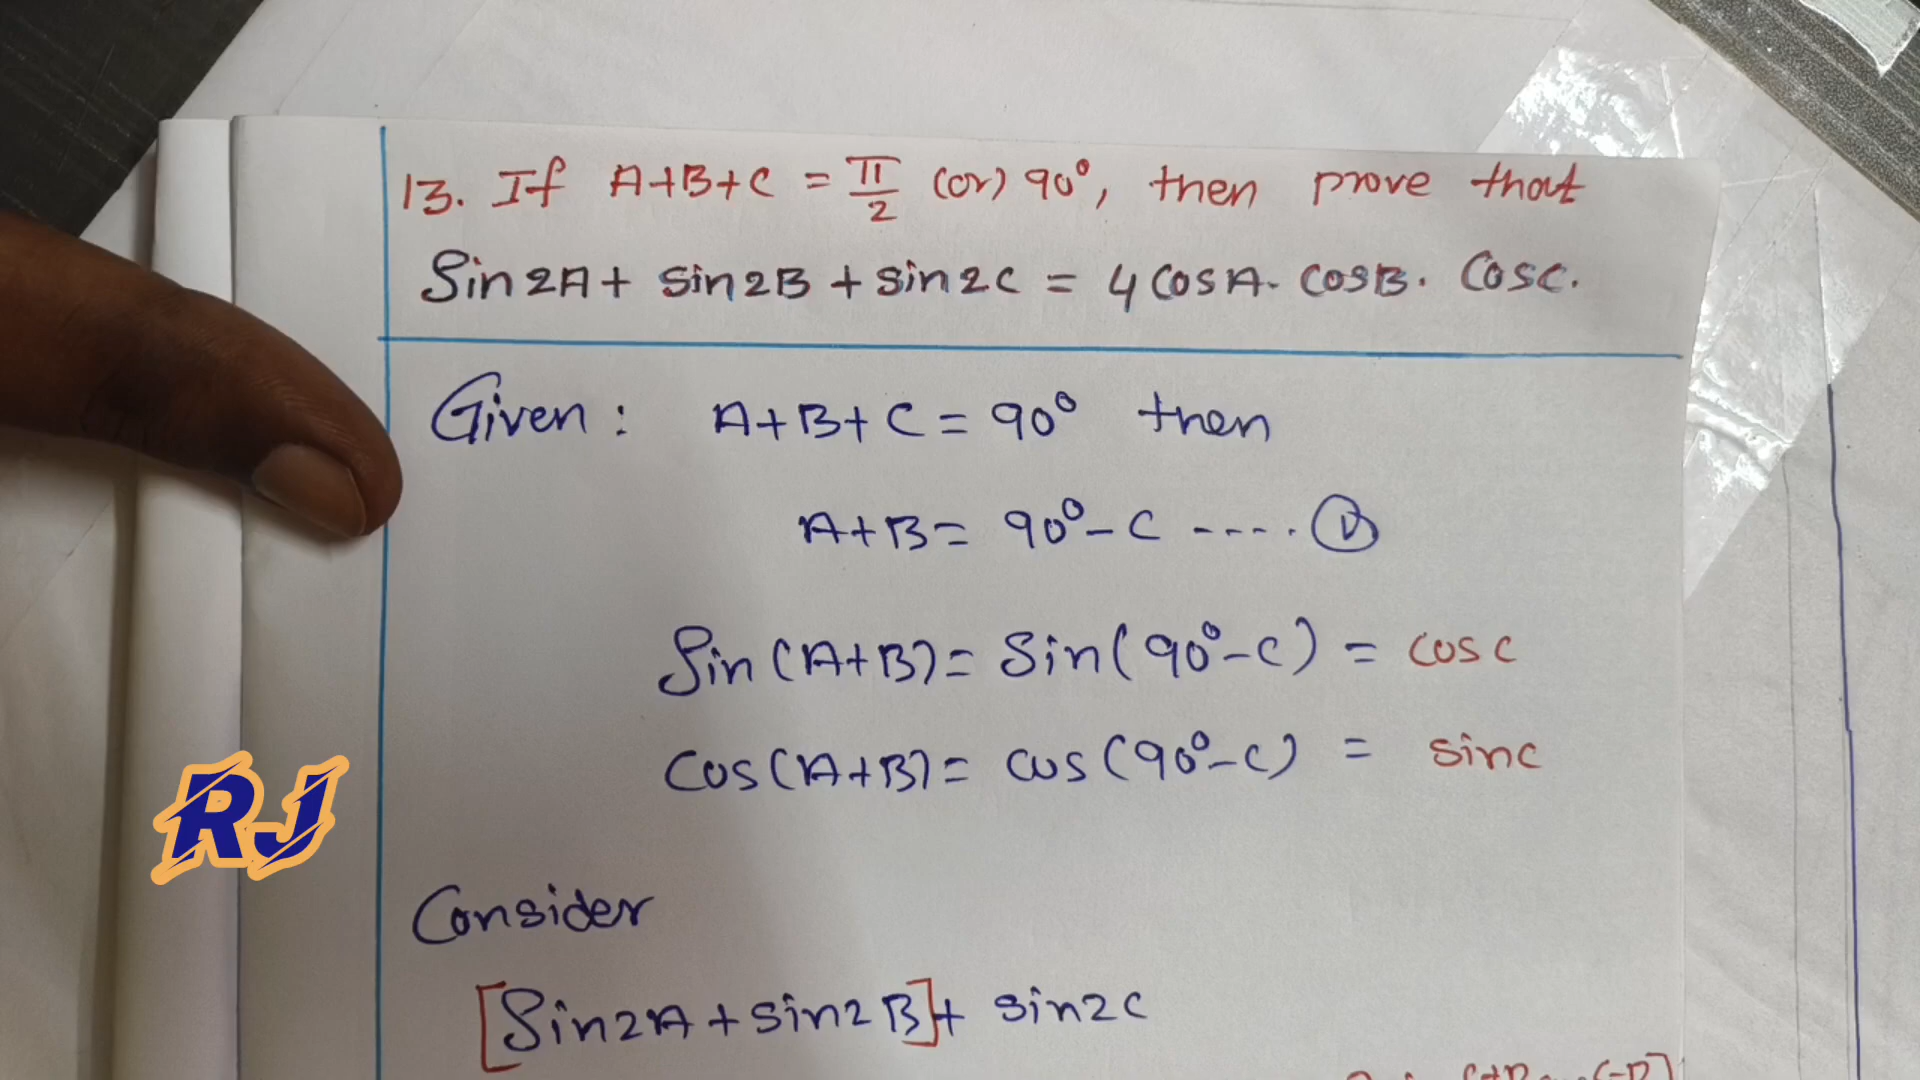 13. If A+B+C = π/2 (or) 90°, then prove that
Sin2A + sin2B + sin2C = 4 cosA. cosB. cosc.
Given : A+B+C = 90° then
A+B = 90°-C ----. ①
Sin(A+B) = Sin(90°-C) = cosc
cos(A+B) = cos(90°-C) = sinc
RJ
Consider
[Sin2A + sin2B] + sin2C